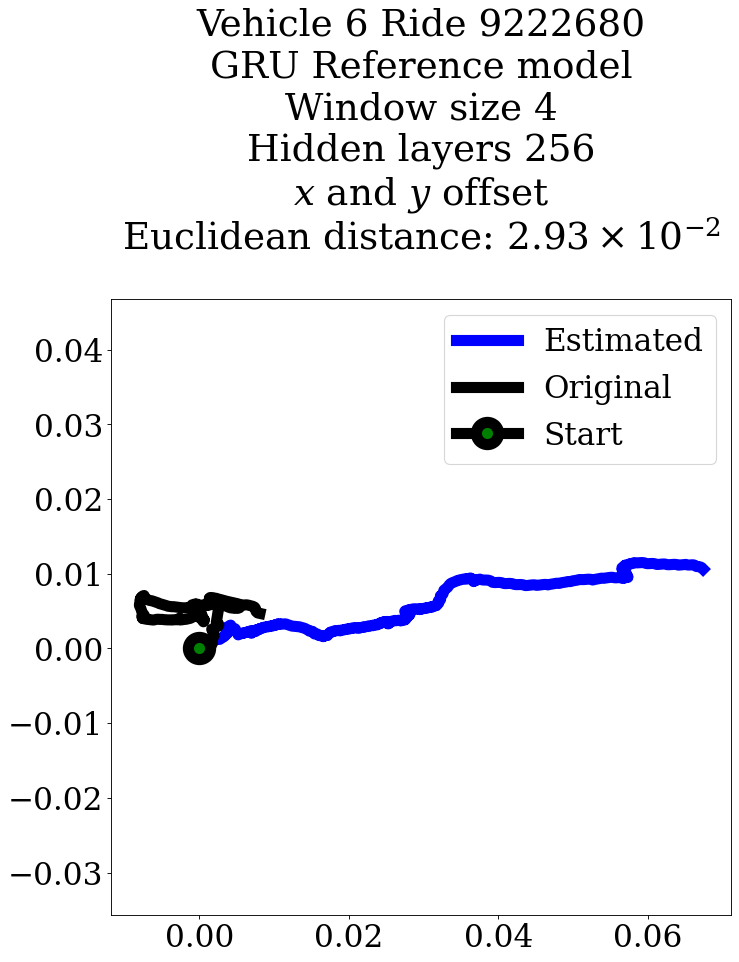 Vehicle 6 Ride 9222680
GRU Reference model
Window size 4
Hidden layers 256
x and y offset
Euclidean distance: 2.93 × 10⁻²
Estimated
Original
Start
0.04
0.03
0.02
0.01
0.00
−0.01
−0.02
−0.03
0.00 0.02 0.04 0.06